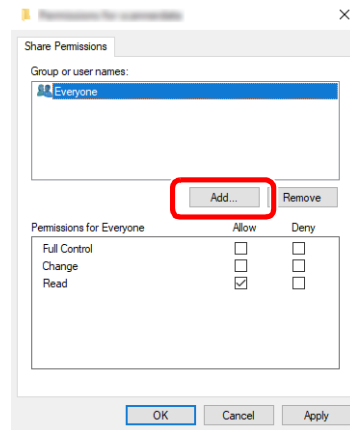 Share Permissions
Group or user names:
Everyone
Add...
Remove
Permissions for Everyone
Allow
Deny
Full Control
Change
Read
OK
Cancel
Apply